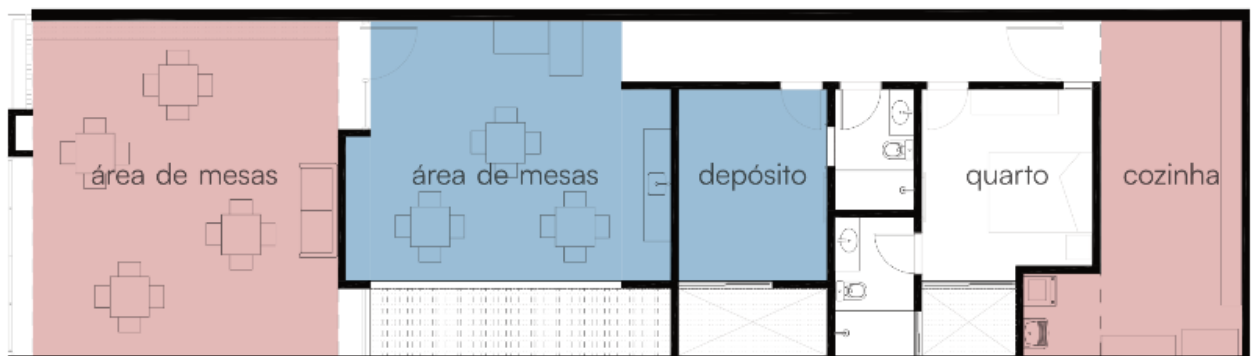 área de mesas
área de mesas
depósito
quarto
cozinha